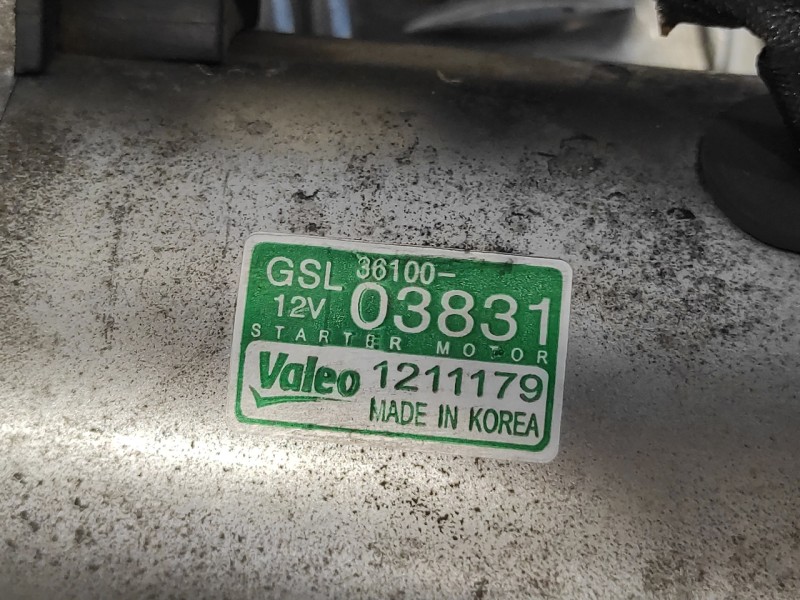 GSL 36100-
12V 03831
STARTER MOTOR
Valeo 1211179
MADE IN KOREA